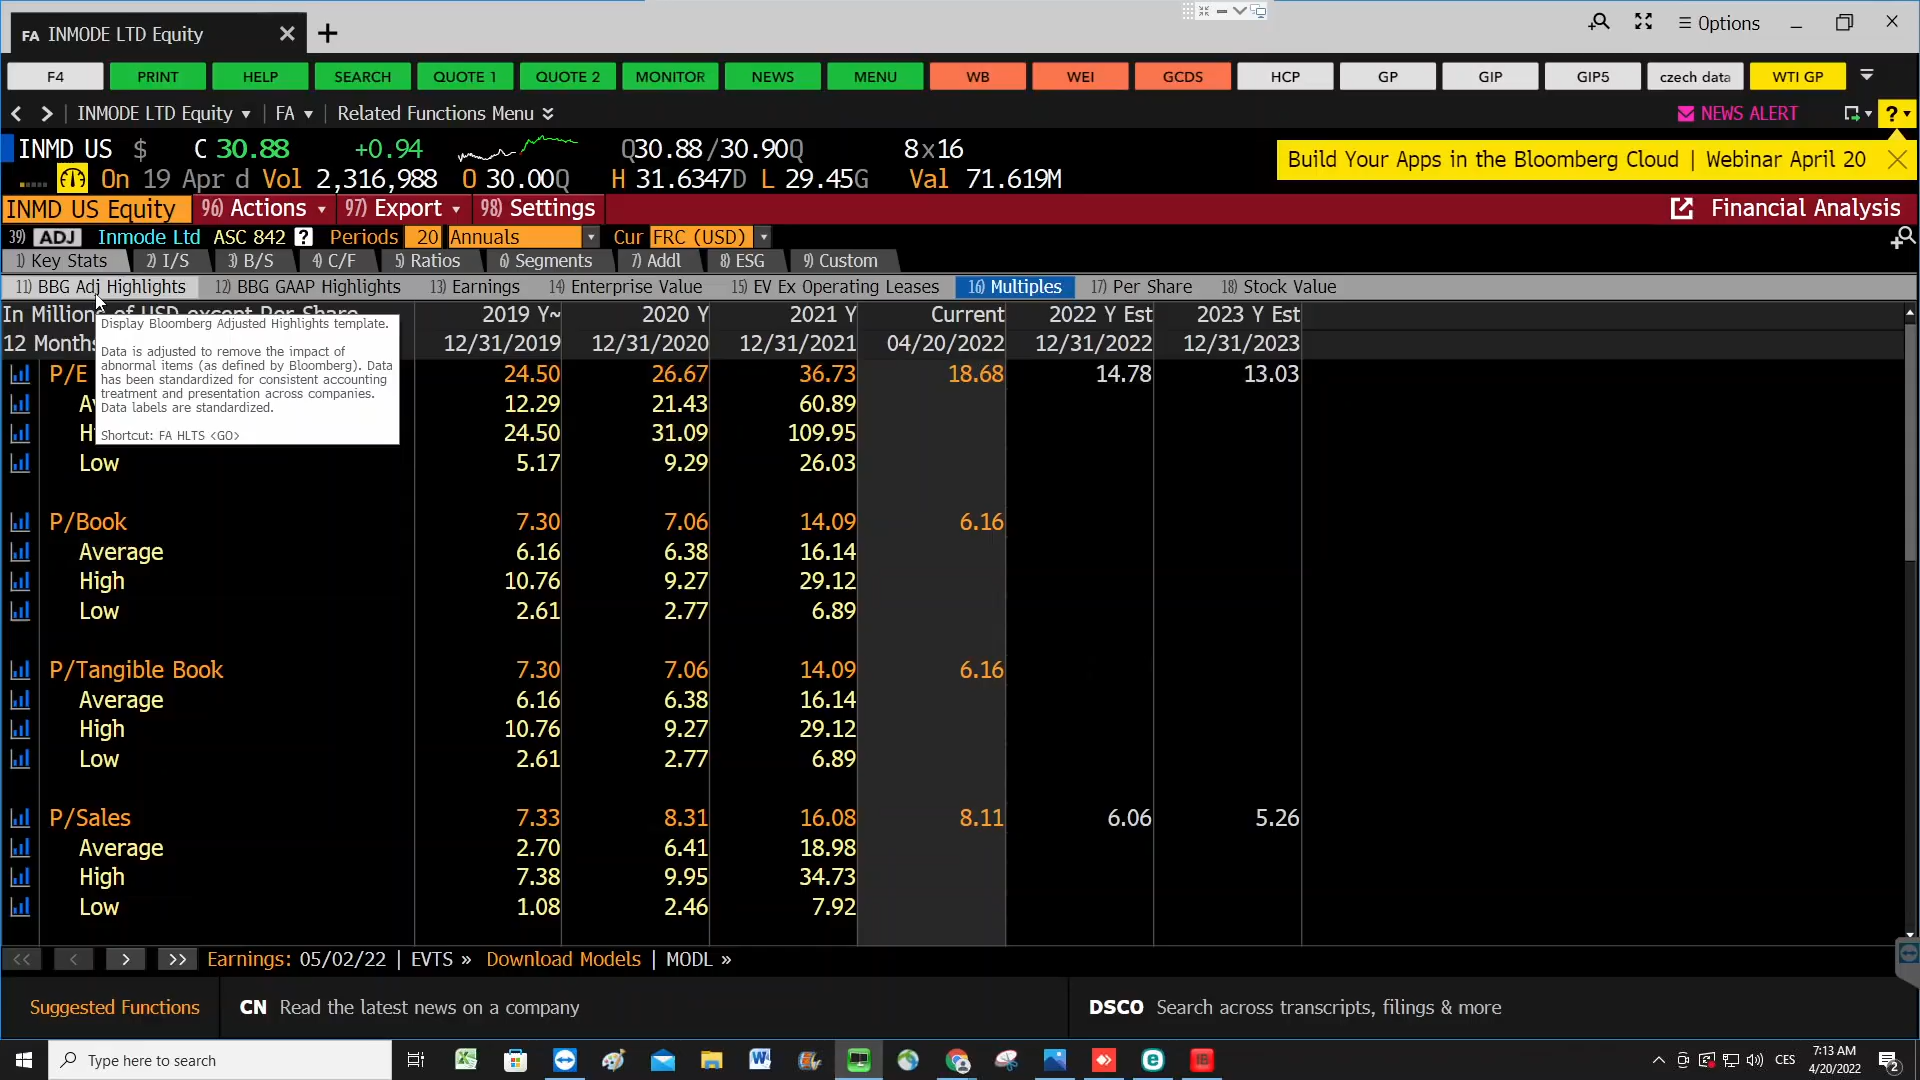 FA INMODE LTD Equity
Options
F4 PRINT HELP SEARCH QUOTE 1 QUOTE 2 MONITOR NEWS MENU WB WEI GCDS HCP GP GIP GIP5 czech data WTI GP
INMODE LTD Equity FA Related Functions Menu NEWS ALERT ?
INMD US $ C 30.88 +0.94 Q30.88/30.90Q 8x16
Build Your Apps in the Bloomberg Cloud | Webinar April 20
On 19 Apr d Vol 2,316,988 O 30.00Q H 31.6347D L 29.45G Val 71.619M
INMD US Equity 96) Actions 97) Export 98) Settings Financial Analysis
39) ADJ Inmode Ltd ASC 842 ? Periods 20 Annuals Cur FRC (USD)
1) Key Stats 2) I/S 3) B/S 4) C/F 5) Ratios 6) Segments 7) Addl 8) ESG 9) Custom
11) BBG Adj Highlights 12) BBG GAAP Highlights 13) Earnings 14) Enterprise Value 15) EV Ex Operating Leases 16) Multiples 17) Per Share 18) Stock Value
In Millions of USD except Per Share 2019 Y~ 2020 Y 2021 Y Current 2022 Y Est 2023 Y Est
12 Months 12/31/2019 12/31/2020 12/31/2021 04/20/2022 12/31/2022 12/31/2023
Display Bloomberg Adjusted Highlights template.
Data is adjusted to remove the impact of
abnormal items (as defined by Bloomberg). Data
has been standardized for consistent accounting
treatment and presentation across companies.
Data labels are standardized.
Shortcut: FA HLTS <GO>
P/E 24.50 26.67 36.73 18.68 14.78 13.03
12.29 21.43 60.89
24.50 31.09 109.95
Low 5.17 9.29 26.03
P/Book 7.30 7.06 14.09 6.16
Average 6.16 6.38 16.14
High 10.76 9.27 29.12
Low 2.61 2.77 6.89
P/Tangible Book 7.30 7.06 14.09 6.16
Average 6.16 6.38 16.14
High 10.76 9.27 29.12
Low 2.61 2.77 6.89
P/Sales 7.33 8.31 16.08 8.11 6.06 5.26
Average 2.70 6.41 18.98
High 7.38 9.95 34.73
Low 1.08 2.46 7.92
<< < > >> Earnings: 05/02/22 | EVTS » Download Models | MODL »
Suggested Functions CN Read the latest news on a company DSCO Search across transcripts, filings & more
Type here to search CES 7:13 AM
4/20/2022 2